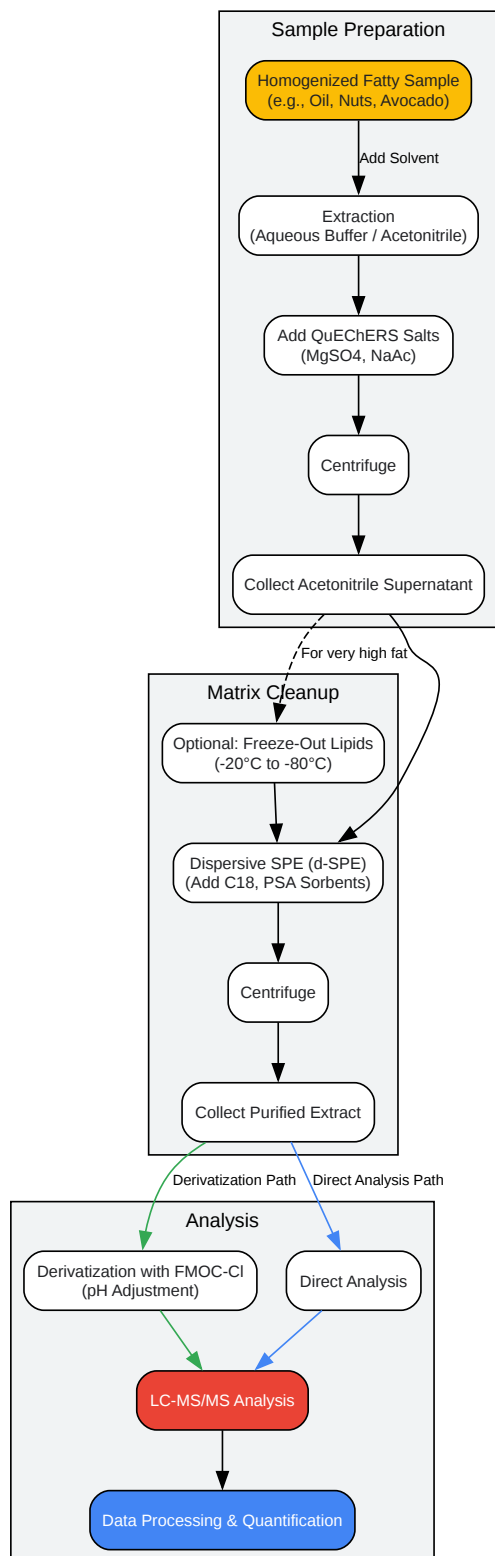 Sample Preparation
Homogenized Fatty Sample
(e.g., Oil, Nuts, Avocado)
Add Solvent
Extraction
(Aqueous Buffer / Acetonitrile)
Add QuEChERS Salts
(MgSO4, NaAc)
Centrifuge
Collect Acetonitrile Supernatant
For very high fat
Matrix Cleanup
Optional: Freeze-Out Lipids
(-20°C to -80°C)
Dispersive SPE (d-SPE)
(Add C18, PSA Sorbents)
Centrifuge
Collect Purified Extract
Derivatization Path
Direct Analysis Path
Analysis
Derivatization with FMOC-Cl
(pH Adjustment)
Direct Analysis
LC-MS/MS Analysis
Data Processing & Quantification